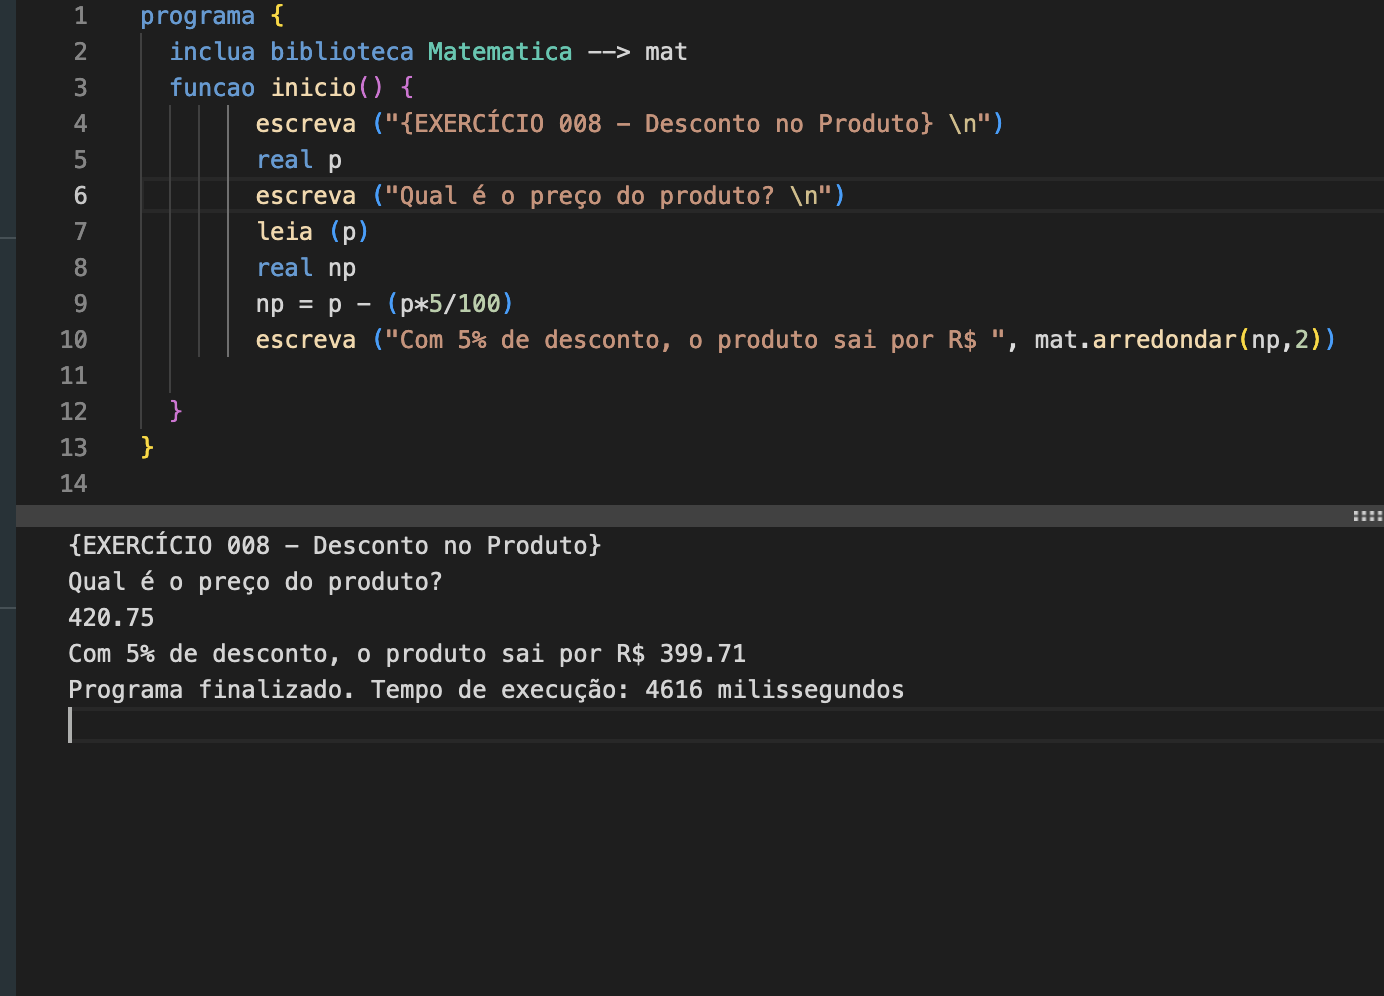 1 programa {
2 inclua biblioteca Matematica --> mat
3 funcao inicio() {
4 escreva ("{EXERCÍCIO 008 - Desconto no Produto} \n")
5 real p
6 escreva ("Qual é o preço do produto? \n")
7 leia (p)
8 real np
9 np = p - (p*5/100)
10 escreva ("Com 5% de desconto, o produto sai por R$ ", mat.arredondar(np,2))
11
12 }
13 }
14
{EXERCÍCIO 008 - Desconto no Produto}
Qual é o preço do produto?
420.75
Com 5% de desconto, o produto sai por R$ 399.71
Programa finalizado. Tempo de execução: 4616 milissegundos